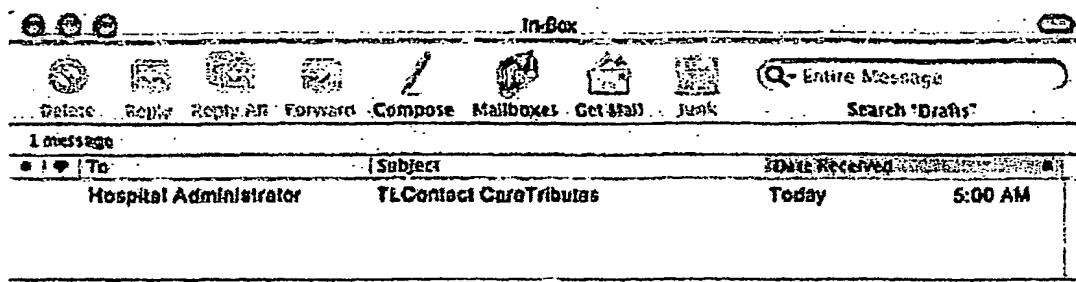 In-Box
Entire Message
Delete Reply Reply All Forward Compose Mailboxes Get Mail Junk Search "Drafts"
1 message
To Subject Date Received
Hospital Administrator TLContact CareTributes Today 5:00 AM